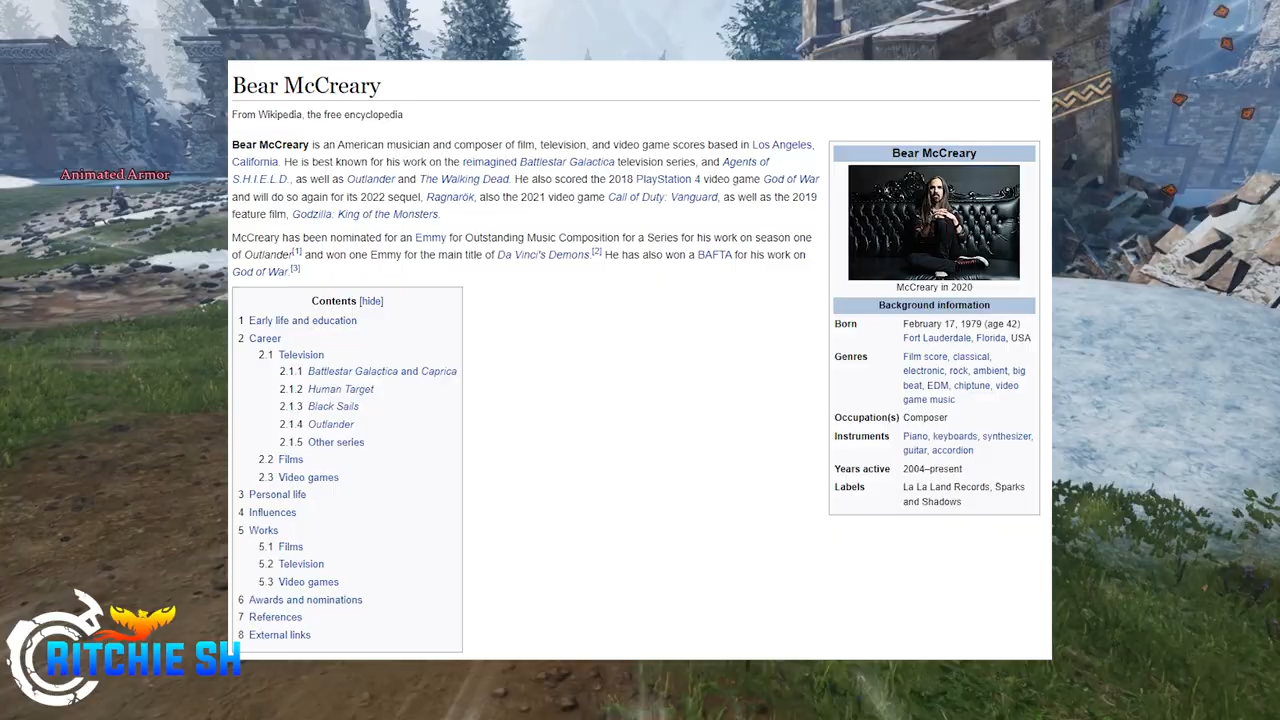 Bear McCreary
From Wikipedia, the free encyclopedia
Bear McCreary is an American musician and composer of film, television, and video game scores based in Los Angeles,
California. He is best known for his work on the reimagined Battlestar Galactica television series, and Agents of
S.H.I.E.L.D., as well as Outlander and The Walking Dead. He also scored the 2018 PlayStation 4 video game God of War
and will do so again for its 2022 sequel, Ragnarök, also the 2021 video game Call of Duty: Vanguard, as well as the 2019
feature film, Godzilla: King of the Monsters.
McCreary has been nominated for an Emmy for Outstanding Music Composition for a Series for his work on season one
of Outlander[1] and won one Emmy for the main title of Da Vinci's Demons.[2] He has also won a BAFTA for his work on
God of War.[3]
Contents [hide]
1 Early life and education
2 Career
2.1 Television
2.1.1 Battlestar Galactica and Caprica
2.1.2 Human Target
2.1.3 Black Sails
2.1.4 Outlander
2.1.5 Other series
2.2 Films
2.3 Video games
3 Personal life
4 Influences
5 Works
5.1 Films
5.2 Television
5.3 Video games
6 Awards and nominations
7 References
8 External links
Bear McCreary
McCreary in 2020
Background information
Born February 17, 1979 (age 42)
Fort Lauderdale, Florida, USA
Genres Film score, classical,
electronic, rock, ambient, big
beat, EDM, chiptune, video
game music
Occupation(s) Composer
Instruments Piano, keyboards, synthesizer,
guitar, accordion
Years active 2004–present
Labels La La Land Records, Sparks
and Shadows
Animated Armor
RITCHIE SH